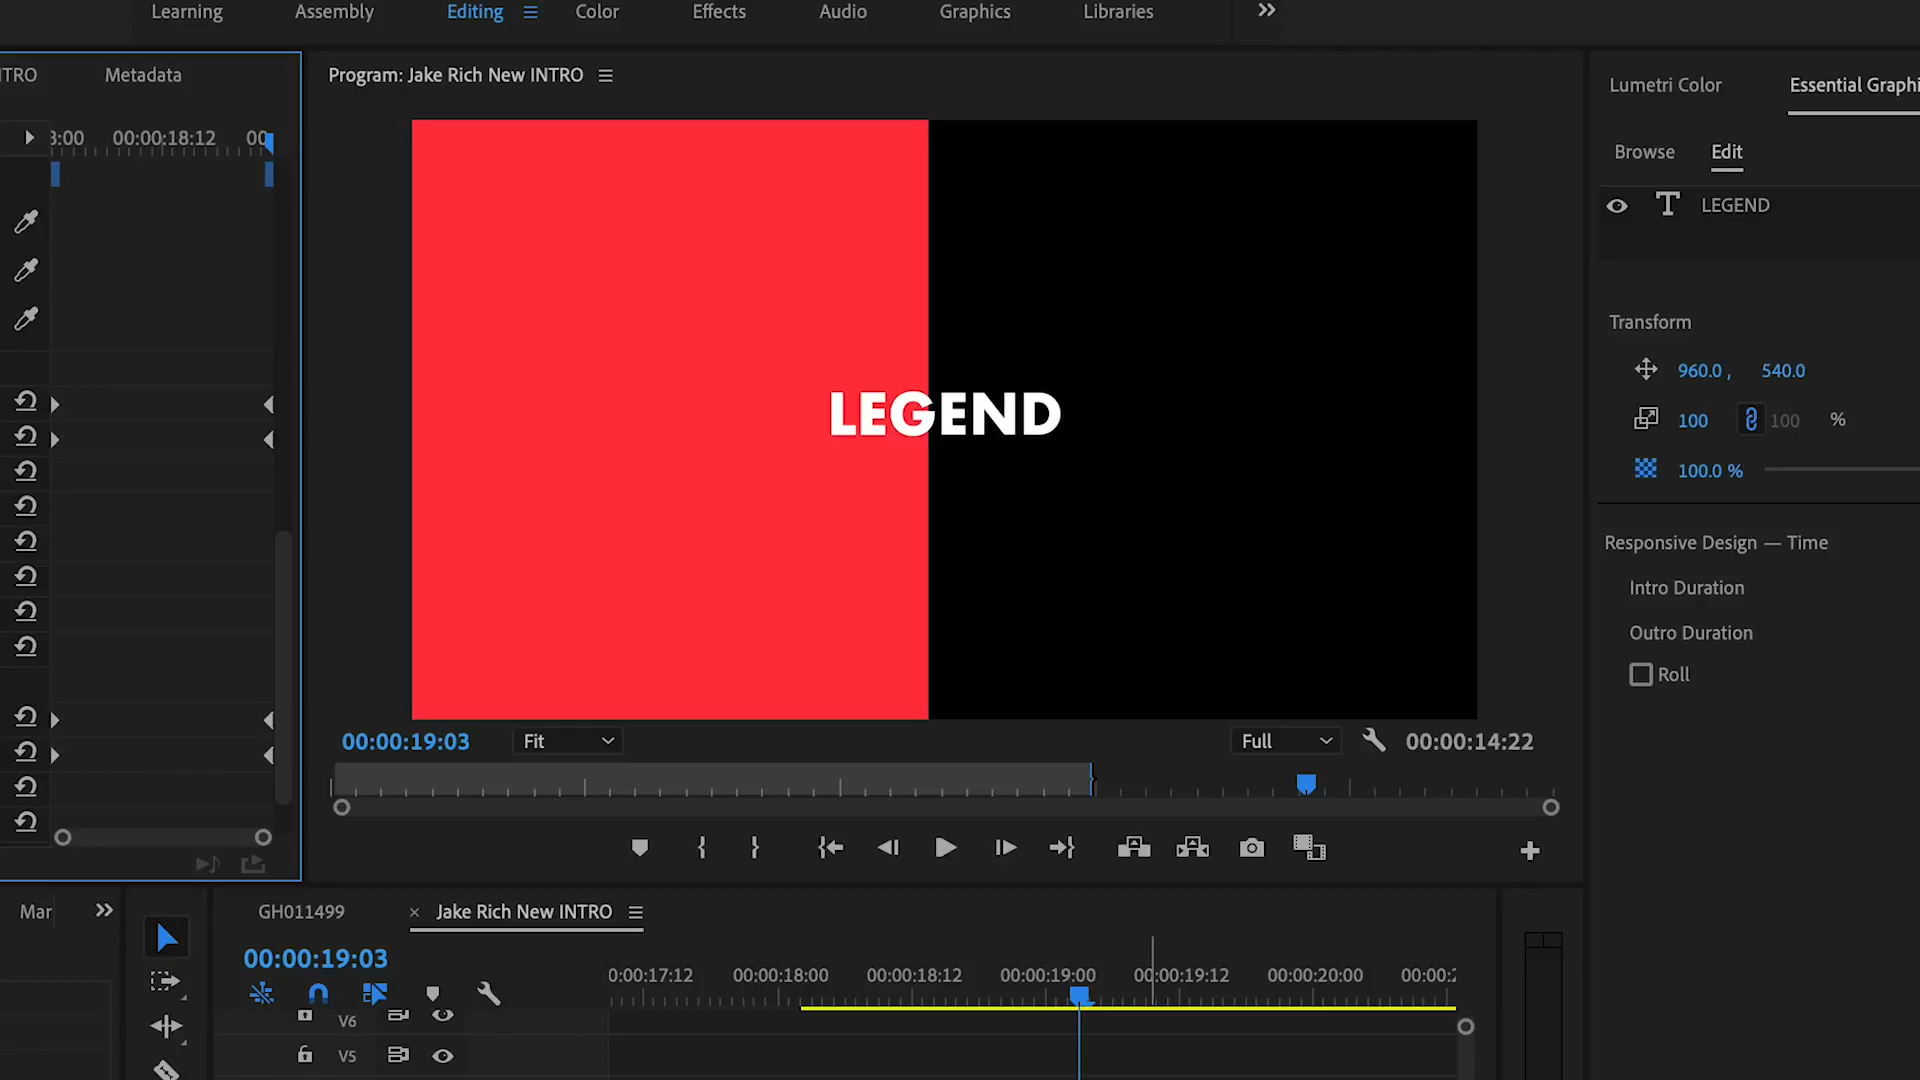 Learning Assembly Editing Color Effects Audio Graphics Libraries
TRO Metadata
Program: Jake Rich New INTRO
3:00 00:00:18:12 00
LEGEND
00:00:19:03 Fit Full 00:00:14:22
Lumetri Color Essential Graphi
Browse Edit
LEGEND
Transform
960.0 , 540.0
100 100 %
100.0 %
Responsive Design — Time
Intro Duration
Outro Duration
Roll
Mar
GH011499 × Jake Rich New INTRO
00:00:19:03
0:00:17:12 00:00:18:00 00:00:18:12 00:00:19:00 00:00:19:12 00:00:20:00 00:00:2
V6
V5